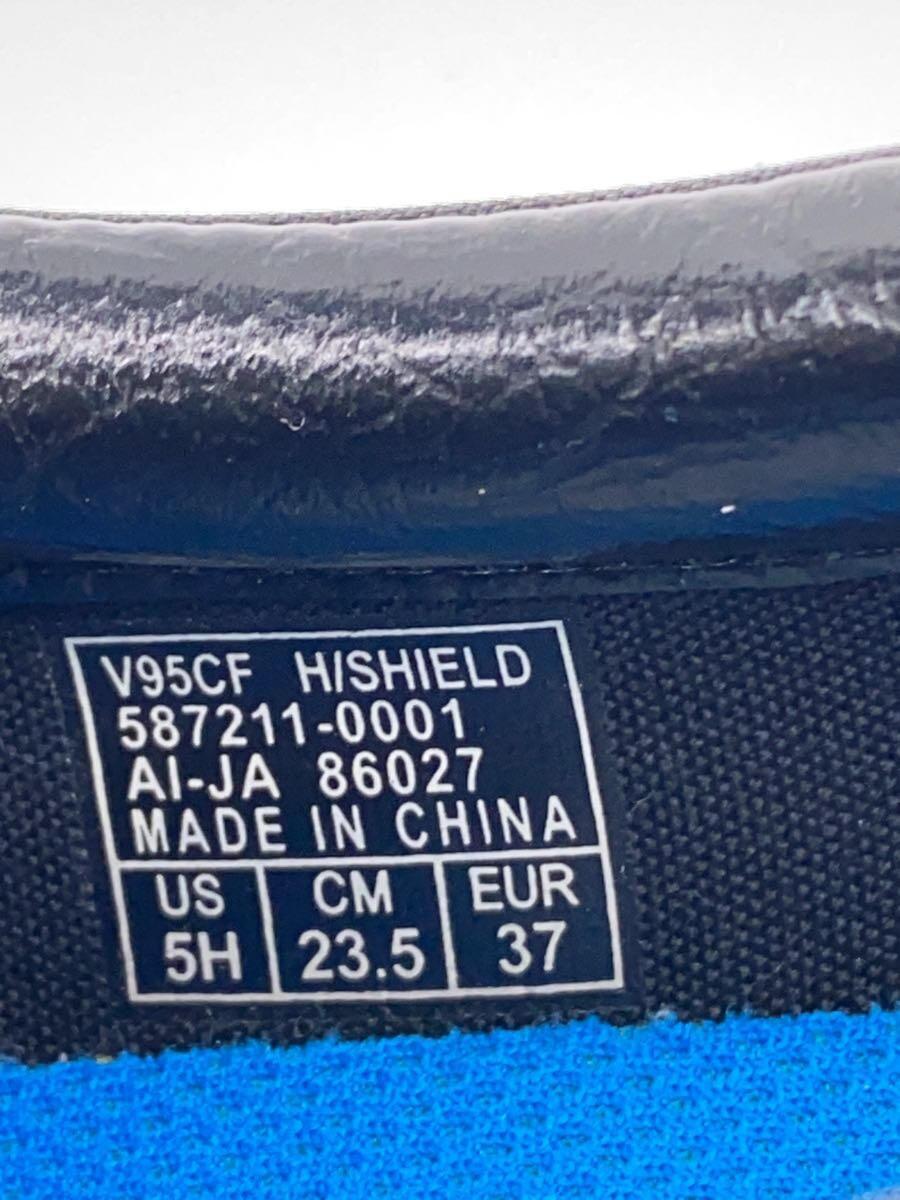 V95CF H/SHIELD
587211-0001
AI-JA 86027
MADE IN CHINA
US CM EUR
5H 23.5 37